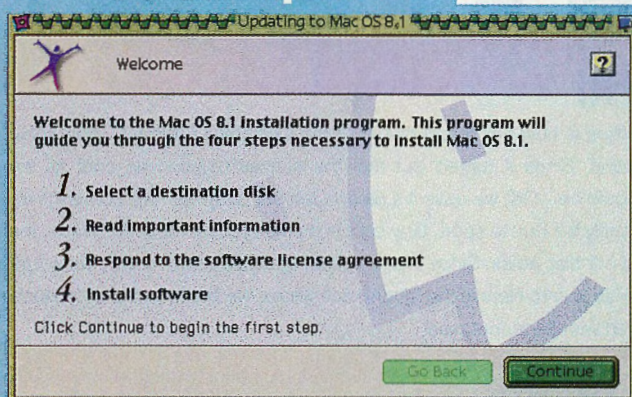 Updating to Mac OS 8.1
Welcome
?
Welcome to the Mac OS 8.1 installation program. This program will
guide you through the four steps necessary to install Mac OS 8.1.
1. Select a destination disk
2. Read important information
3. Respond to the software license agreement
4. Install software
Click Continue to begin the first step.
Go Back
Continue